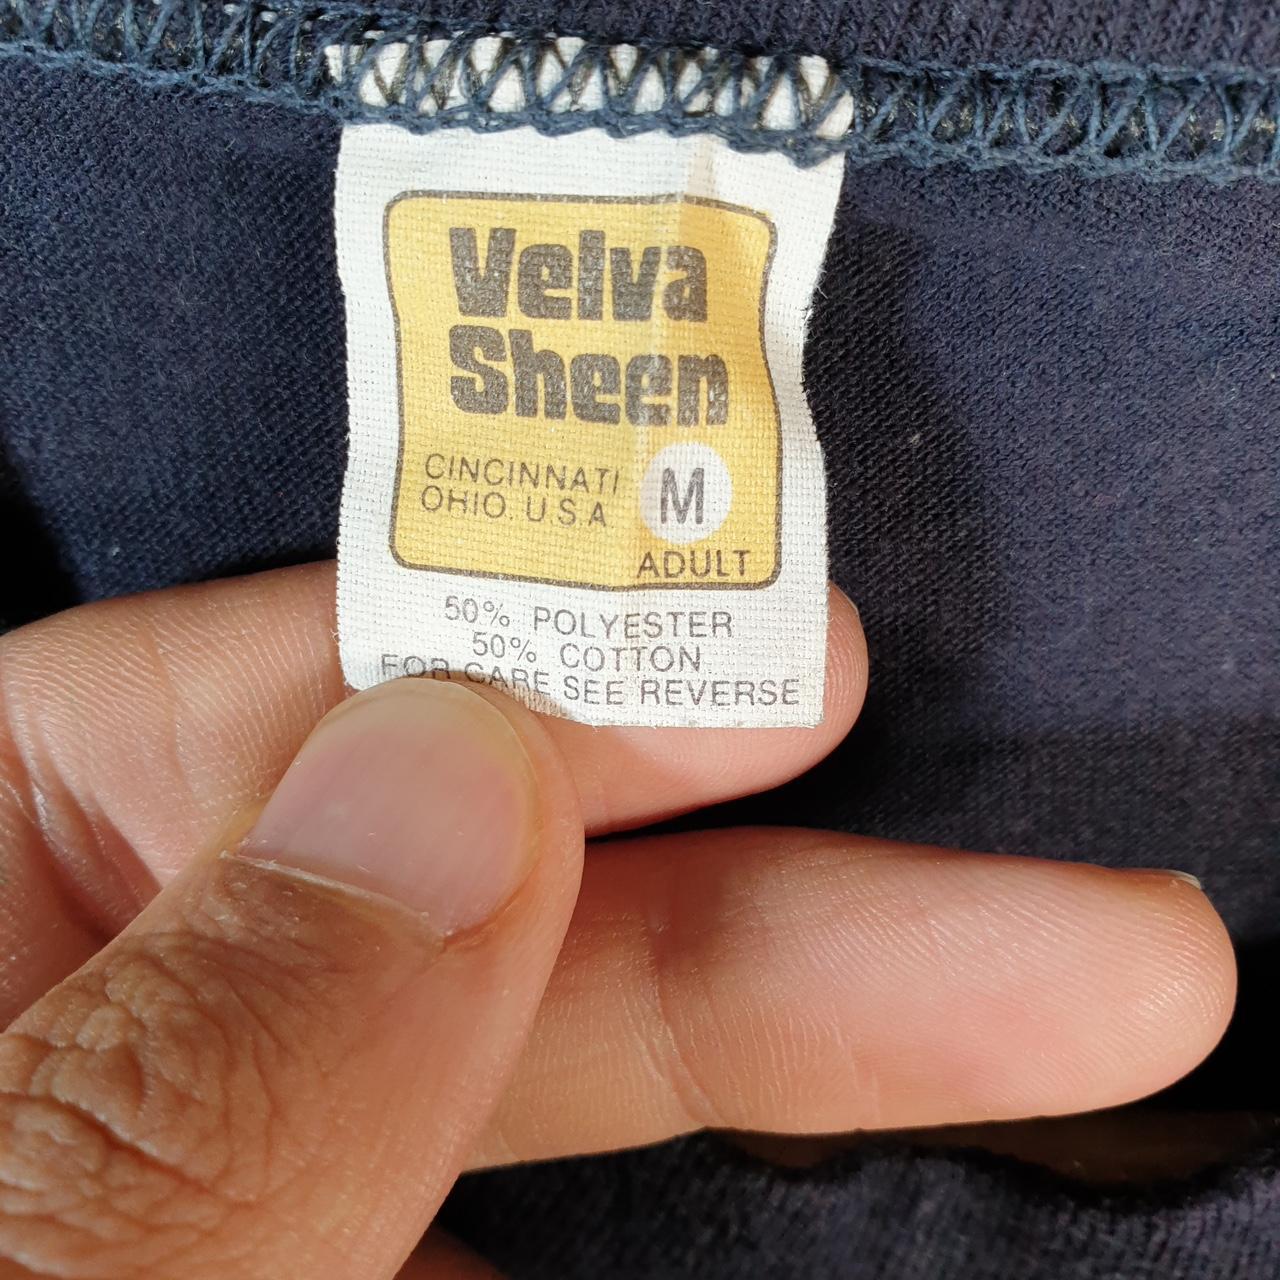 Velva
Sheen
CINCINNATI
OHIO. U.S.A
M
ADULT
50% POLYESTER
50% COTTON
FOR CARE SEE REVERSE